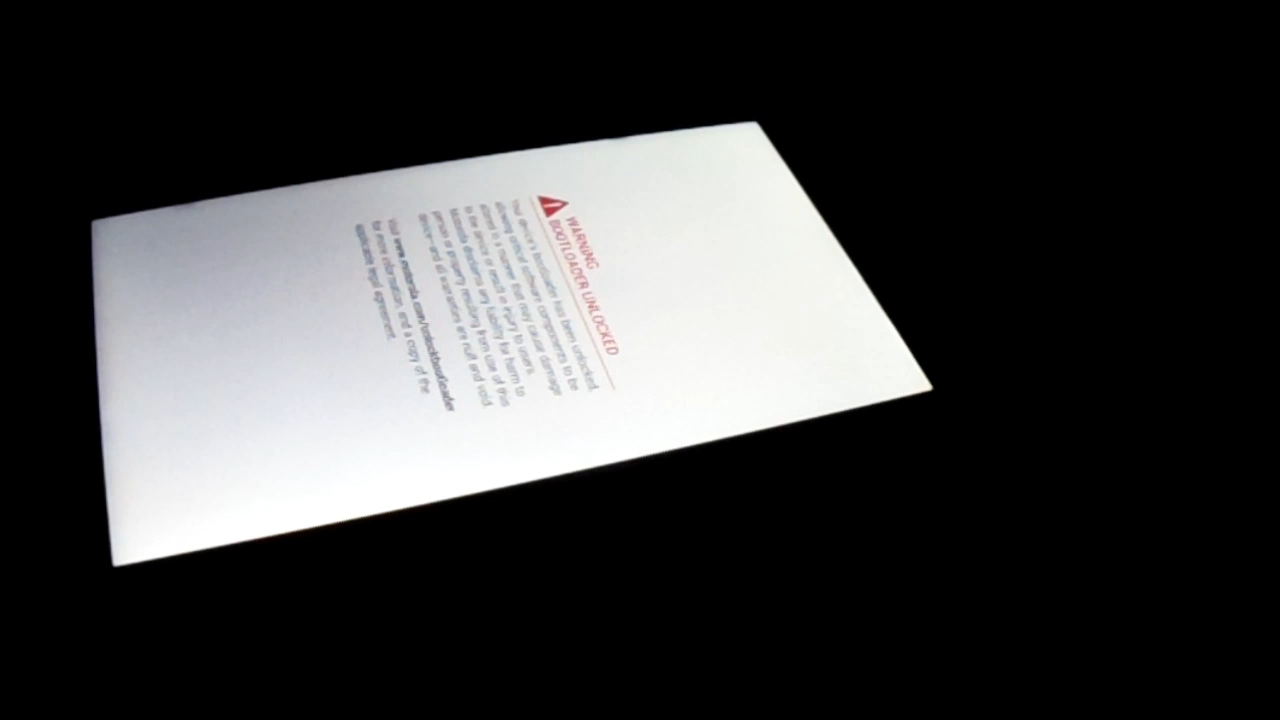 WARNING
BOOTLOADER UNLOCKED
Your device's bootloader has been unlocked,
allowing critical software components to be
altered in a manner that may cause damage
to the device or result in injury to users.
Motorola disclaims any liability for harm to
person or property resulting from use of this
device—and all warranties are null and void.
Visit www.motorola.com/unlockbootloader
for more information, and a copy of the
applicable legal agreement.